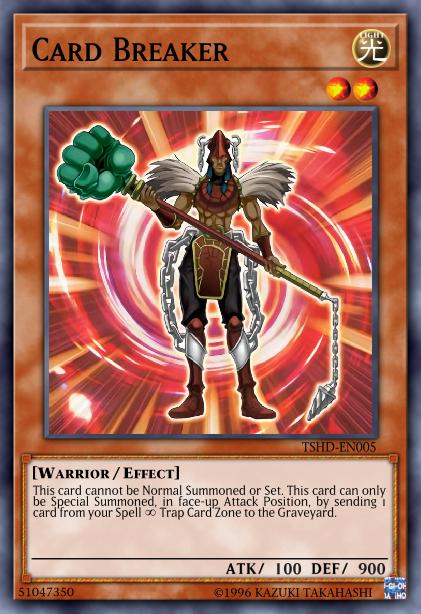 CARD BREAKER
LIGHT
光
TSHD-EN005
[WARRIOR/EFFECT]
This card cannot be Normal Summoned or Set. This card can only
be Special Summoned, in face-up Attack Position, by sending 1
card from your Spell ∞ Trap Card Zone to the Graveyard.
ATK/ 100 DEF/ 900
51047350
©1996 KAZUKI TAKAHASHI